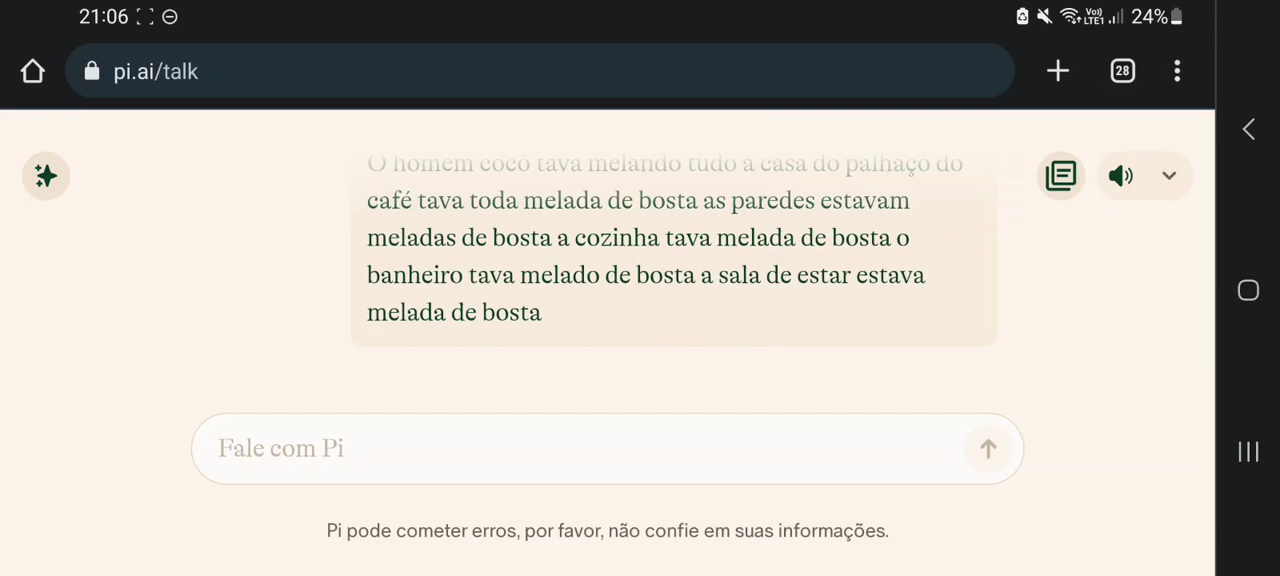 21:06
Vo)) LTE1 24%
pi.ai/talk
28
O homem cocô tava melando tudo a casa do palhaço do
café tava toda melada de bosta as paredes estavam
meladas de bosta a cozinha tava melada de bosta o
banheiro tava melado de bosta a sala de estar estava
melada de bosta
Fale com Pi
Pi pode cometer erros, por favor, não confie em suas informações.